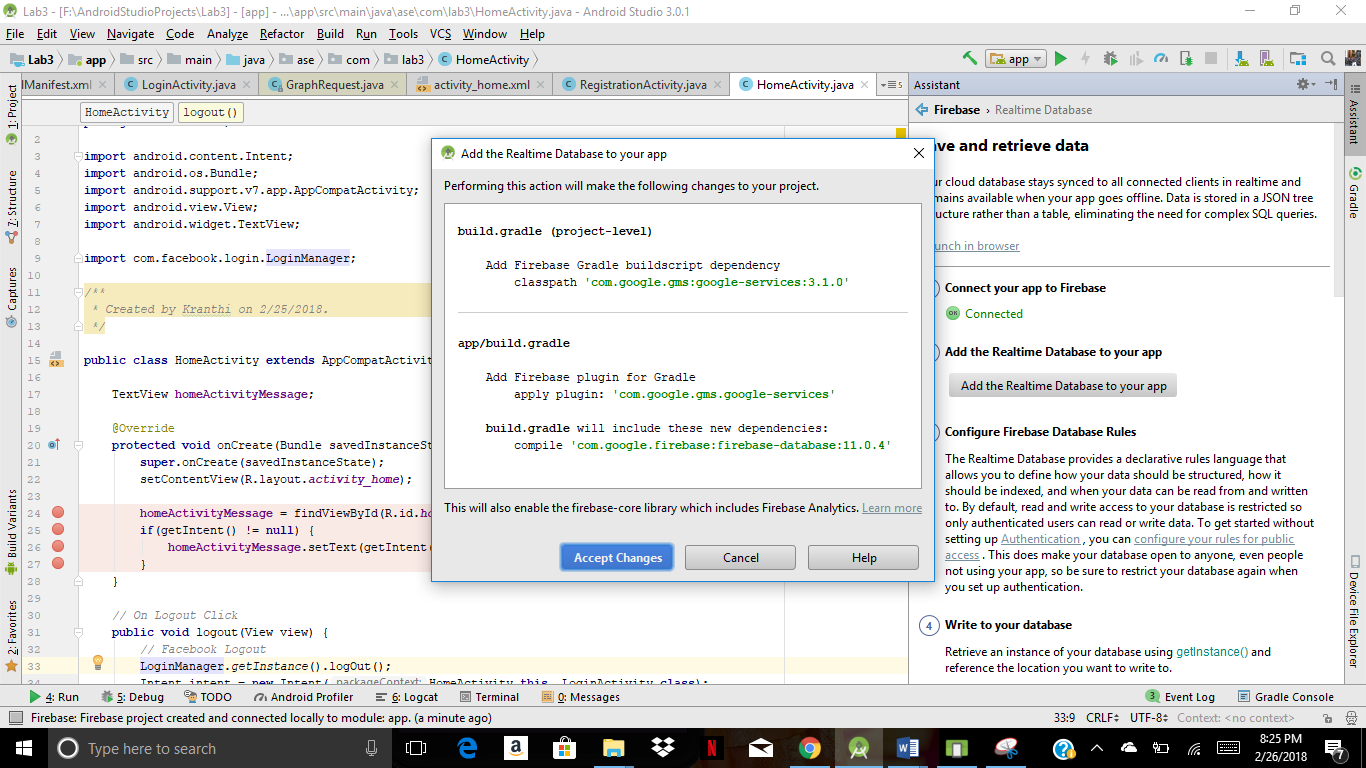 Lab3 - [F:\AndroidStudioProjects\Lab3] - [app] - ...\app\src\main\java\ase\com\lab3\HomeActivity.java - Android Studio 3.0.1
File Edit View Navigate Code Analyze Refactor Build Run Tools VCS Window Help
Lab3 app src main java ase com lab3 HomeActivity
app
Manifest.xml LoginActivity.java GraphRequest.java activity_home.xml RegistrationActivity.java HomeActivity.java
5
HomeActivity logout()
1: Project
7: Structure
Captures
Build Variants
2: Favorites
2
3 import android.content.Intent;
4 import android.os.Bundle;
5 import android.support.v7.app.AppCompatActivity;
6 import android.view.View;
7 import android.widget.TextView;
8
9 import com.facebook.login.LoginManager;
10
11 /**
12 * Created by Kranthi on 2/25/2018.
13 */
14
15 public class HomeActivity extends AppCompatActivit
16
17 TextView homeActivityMessage;
18
19 @Override
20 protected void onCreate(Bundle savedInstanceSt
21 super.onCreate(savedInstanceState);
22 setContentView(R.layout.activity_home);
23
24 homeActivityMessage = findViewById(R.id.ho
25 if(getIntent() != null) {
26 homeActivityMessage.setText(getIntent(
27 }
28 }
29
30 // On Logout Click
31 public void logout(View view) {
32 // Facebook Logout
33 LoginManager.getInstance().logOut();
34 Intent intent = new Intent( packageContext: HomeActivity.this, LoginActivity.class);
Add the Realtime Database to your app
Performing this action will make the following changes to your project.
build.gradle (project-level)
Add Firebase Gradle buildscript dependency
classpath 'com.google.gms:google-services:3.1.0'
app/build.gradle
Add Firebase plugin for Gradle
apply plugin: 'com.google.gms.google-services'
build.gradle will include these new dependencies:
compile 'com.google.firebase:firebase-database:11.0.4'
This will also enable the firebase-core library which includes Firebase Analytics. Learn more
Accept Changes Cancel Help
Assistant
Firebase › Realtime Database
ve and retrieve data
ur cloud database stays synced to all connected clients in realtime and
mains available when your app goes offline. Data is stored in a JSON tree
ucture rather than a table, eliminating the need for complex SQL queries.
unch in browser
Connect your app to Firebase
OK Connected
Add the Realtime Database to your app
Add the Realtime Database to your app
Configure Firebase Database Rules
The Realtime Database provides a declarative rules language that
allows you to define how your data should be structured, how it
should be indexed, and when your data can be read from and written
to. By default, read and write access to your database is restricted so
only authenticated users can read or write data. To get started without
setting up Authentication , you can configure your rules for public
access . This does make your database open to anyone, even people
not using your app, so be sure to restrict your database again when
you set up authentication.
4 Write to your database
Retrieve an instance of your database using getInstance() and
reference the location you want to write to.
Assistant
Gradle
Device File Explorer
4: Run 5: Debug TODO Android Profiler 6: Logcat Terminal 0: Messages 3 Event Log Gradle Console
Firebase: Firebase project created and connected locally to module: app. (a minute ago) 33:9 CRLF UTF-8 Context: <no context>
Type here to search
8:25 PM
2/26/2018
7